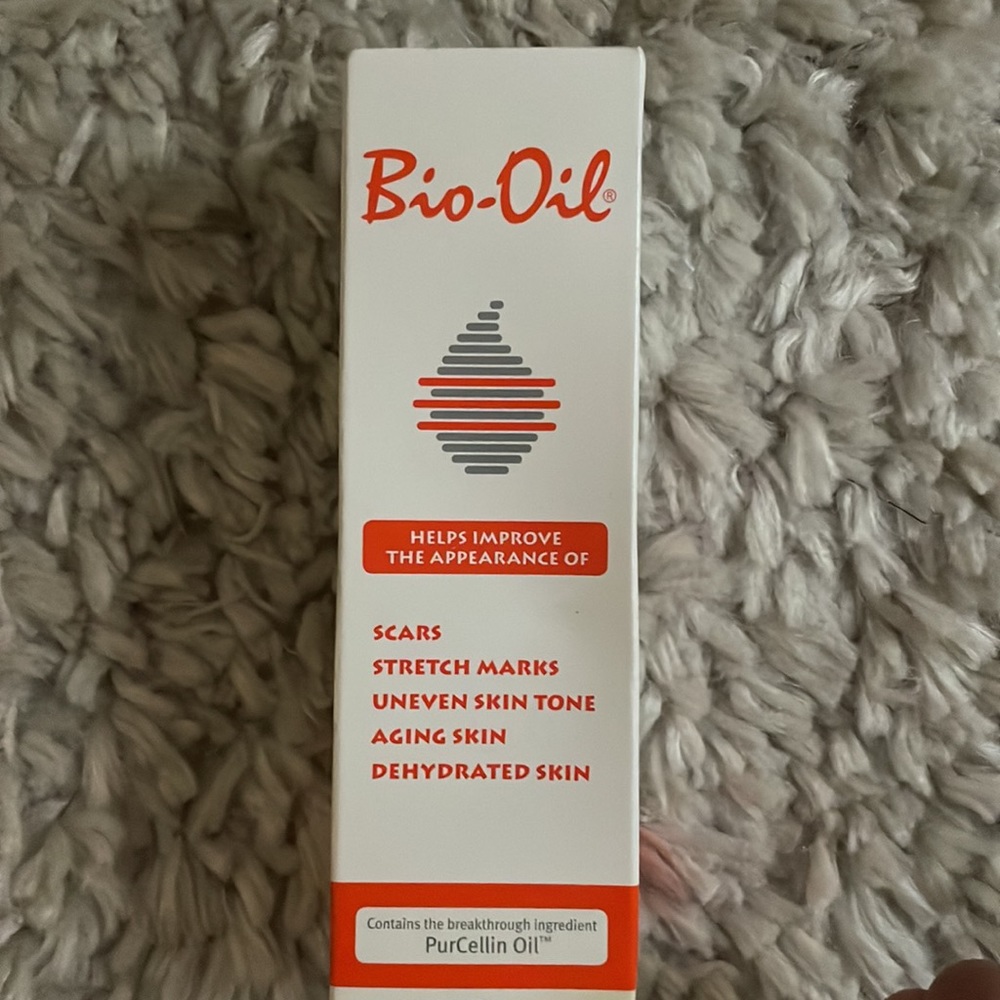 Bio-Oil®
HELPS IMPROVE
THE APPEARANCE OF
SCARS
STRETCH MARKS
UNEVEN SKIN TONE
AGING SKIN
DEHYDRATED SKIN
Contains the breakthrough ingredient
PurCellin Oil™